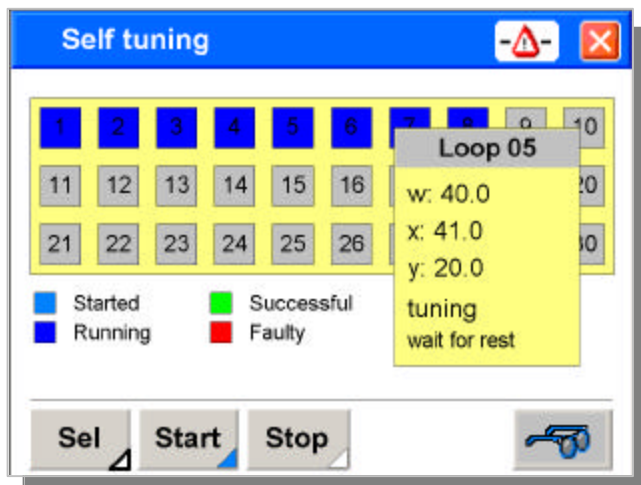 Self tuning
1 2 3 4 5 6 7 8 9 10
11 12 13 14 15 16
21 22 23 24 25 26
Loop 05
w: 40.0
x: 41.0
y: 20.0
tuning
wait for rest
Started
Successful
Running
Faulty
Sel
Start
Stop